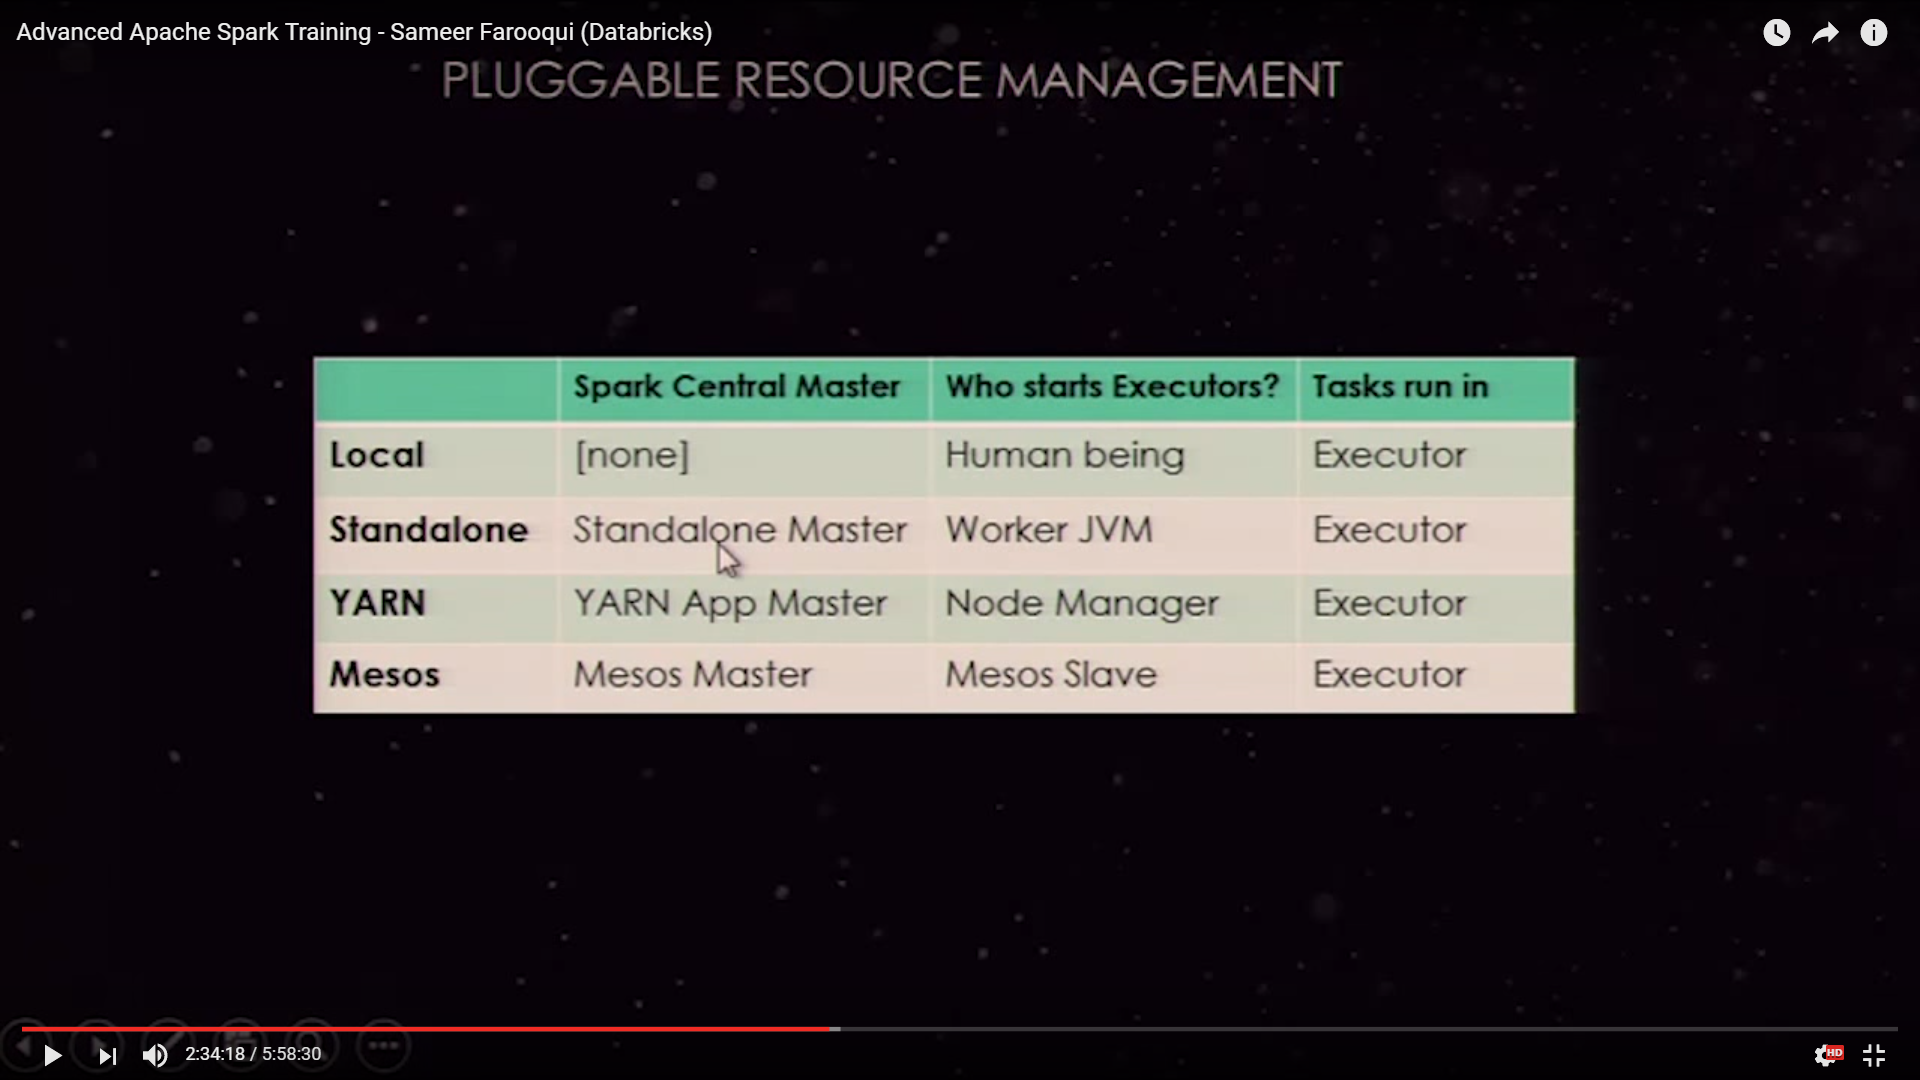 Advanced Apache Spark Training - Sameer Farooqui (Databricks)
PLUGGABLE RESOURCE MANAGEMENT
Spark Central Master Who starts Executors? Tasks run in
Local [none] Human being Executor
Standalone Standalone Master Worker JVM Executor
YARN YARN App Master Node Manager Executor
Mesos Mesos Master Mesos Slave Executor
2:34:18 / 5:58:30 HD